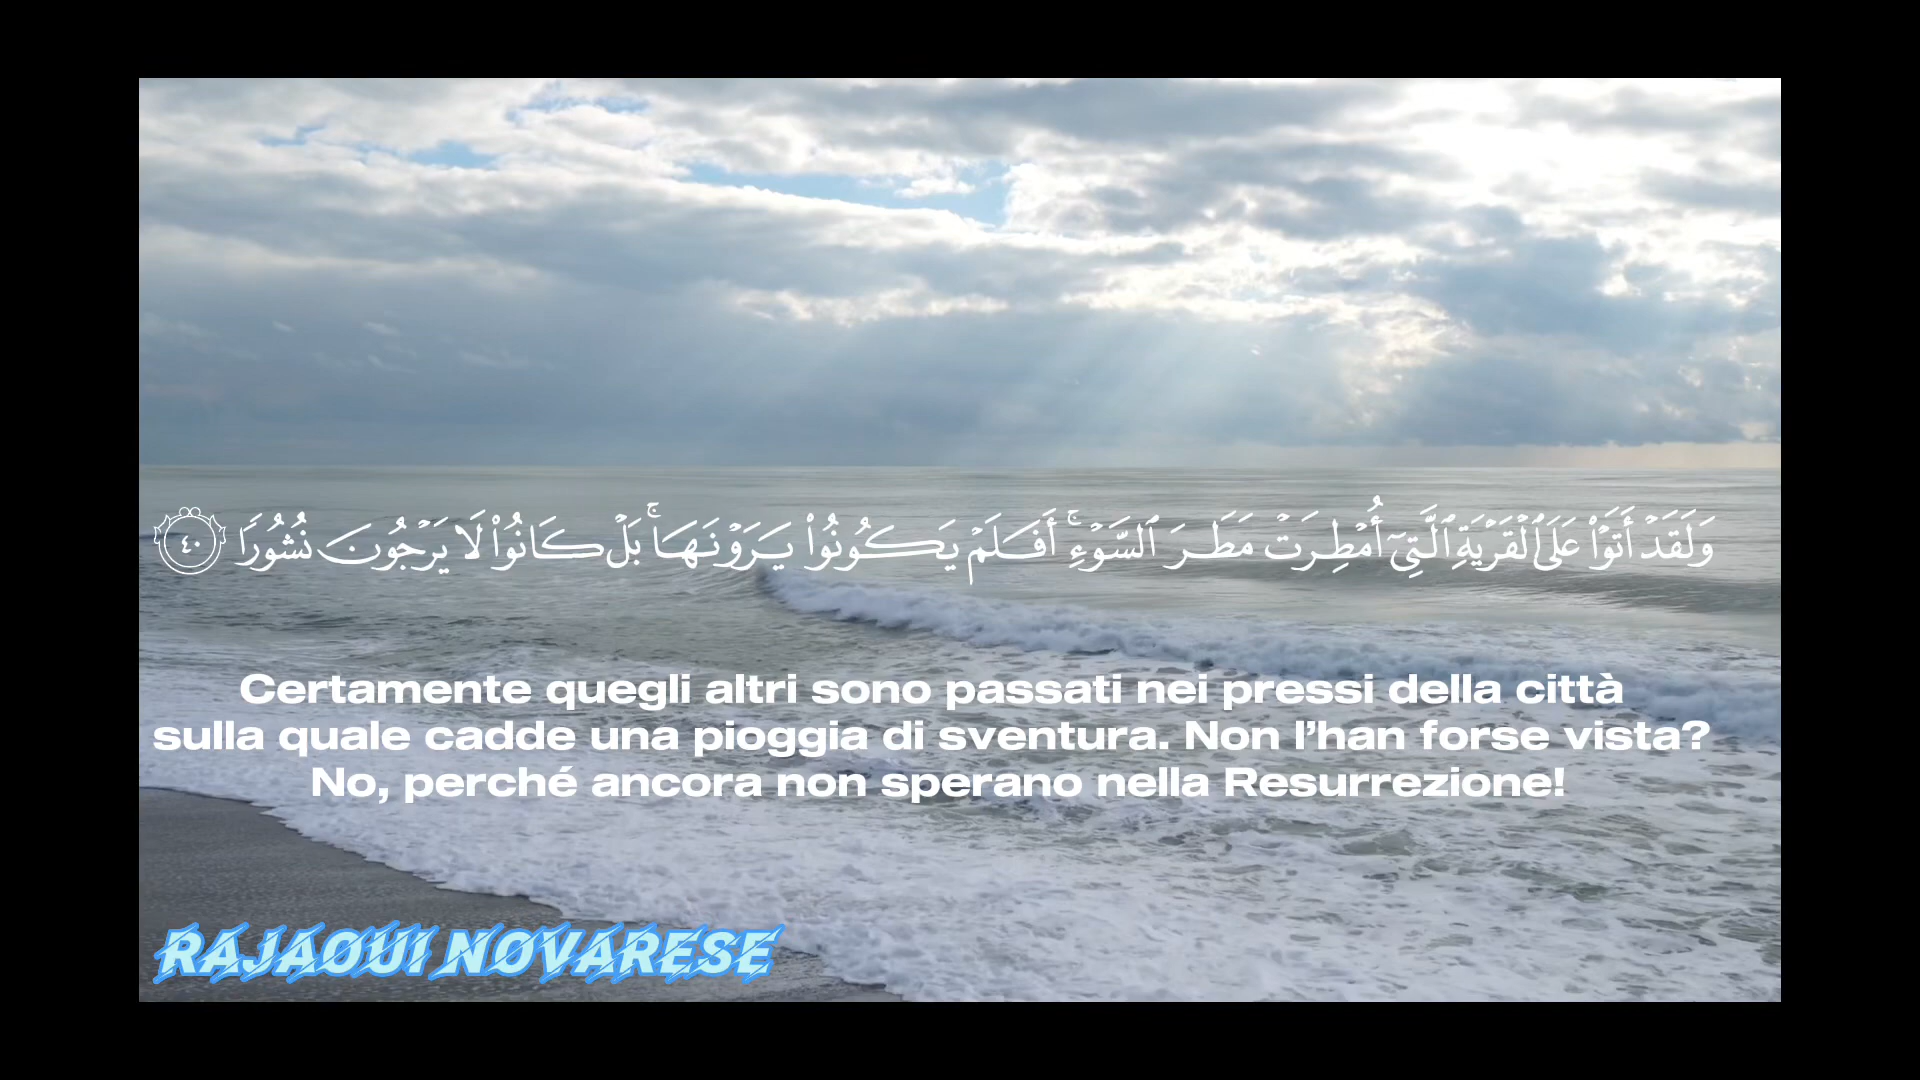 وَلَقَدۡ أَتَوۡاْ عَلَى ٱلۡقَرۡيَةِ ٱلَّتِيٓ أُمۡطِرَتۡ مَطَرَ ٱلسَّوۡءِۚ أَفَلَمۡ يَكُونُواْ يَرَوۡنَهَاۚ بَلۡ كَانُواْ لَا يَرۡجُونَ نُشُورٗا ٤٠
Certamente quegli altri sono passati nei pressi della città
sulla quale cadde una pioggia di sventura. Non l’han forse vista?
No, perché ancora non sperano nella Resurrezione!
RAJAOUI NOVARESE